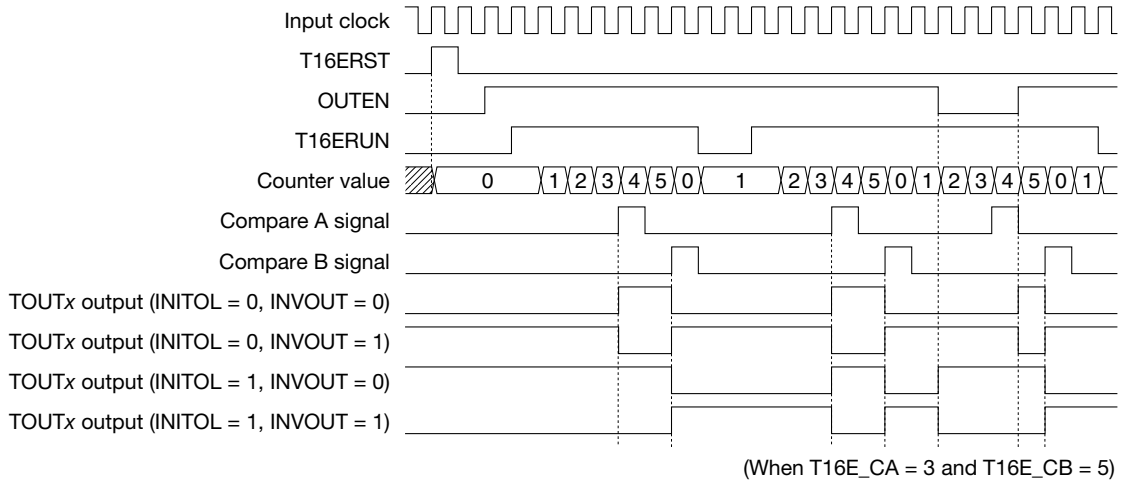 Input clock
T16ERST
OUTEN
T16ERUN
Counter value 0 1 2 3 4 5 0 1 2 3 4 5 0 1 2 3 4 5 0 1
Compare A signal
Compare B signal
TOUTx output (INITOL = 0, INVOUT = 0)
TOUTx output (INITOL = 0, INVOUT = 1)
TOUTx output (INITOL = 1, INVOUT = 0)
TOUTx output (INITOL = 1, INVOUT = 1)
(When T16E_CA = 3 and T16E_CB = 5)